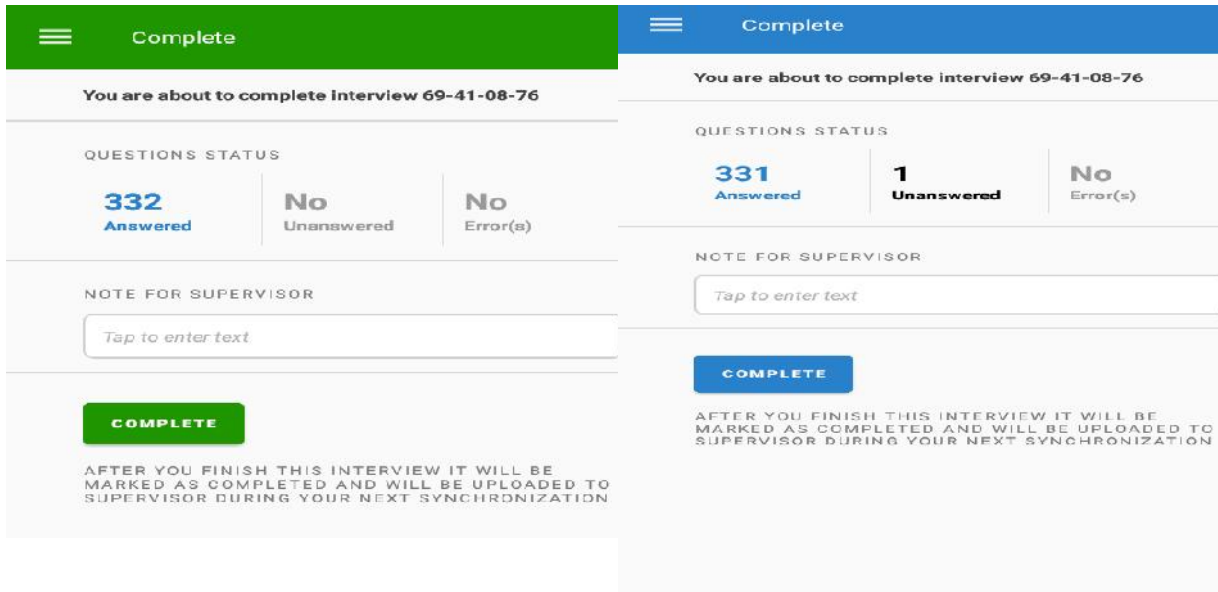 Complete
You are about to complete interview 69-41-08-76
QUESTIONS STATUS
332 No No
Answered Unanswered Error(s)
NOTE FOR SUPERVISOR
Tap to enter text
COMPLETE
AFTER YOU FINISH THIS INTERVIEW IT WILL BE
MARKED AS COMPLETED AND WILL BE UPLOADED TO
SUPERVISOR DURING YOUR NEXT SYNCHRONIZATION
Complete
You are about to complete interview 69-41-08-76
QUESTIONS STATUS
331 1 No
Answered Unanswered Error(s)
NOTE FOR SUPERVISOR
Tap to enter text
COMPLETE
AFTER YOU FINISH THIS INTERVIEW IT WILL BE
MARKED AS COMPLETED AND WILL BE UPLOADED TO
SUPERVISOR DURING YOUR NEXT SYNCHRONIZATION